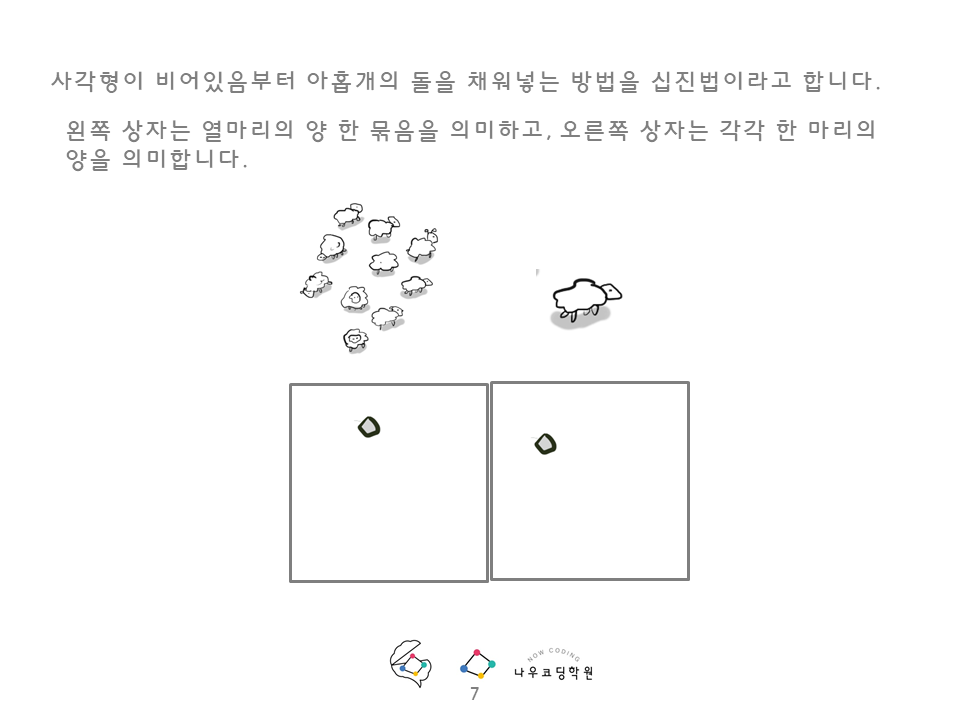 사각형이 비어있음부터 아홉개의 돌을 채워넣는 방법을 십진법이라고 합니다.
왼쪽 상자는 열마리의 양 한 묶음을 의미하고, 오른쪽 상자는 각각 한 마리의
양을 의미합니다.
NOW CODING
나우코딩학원
7